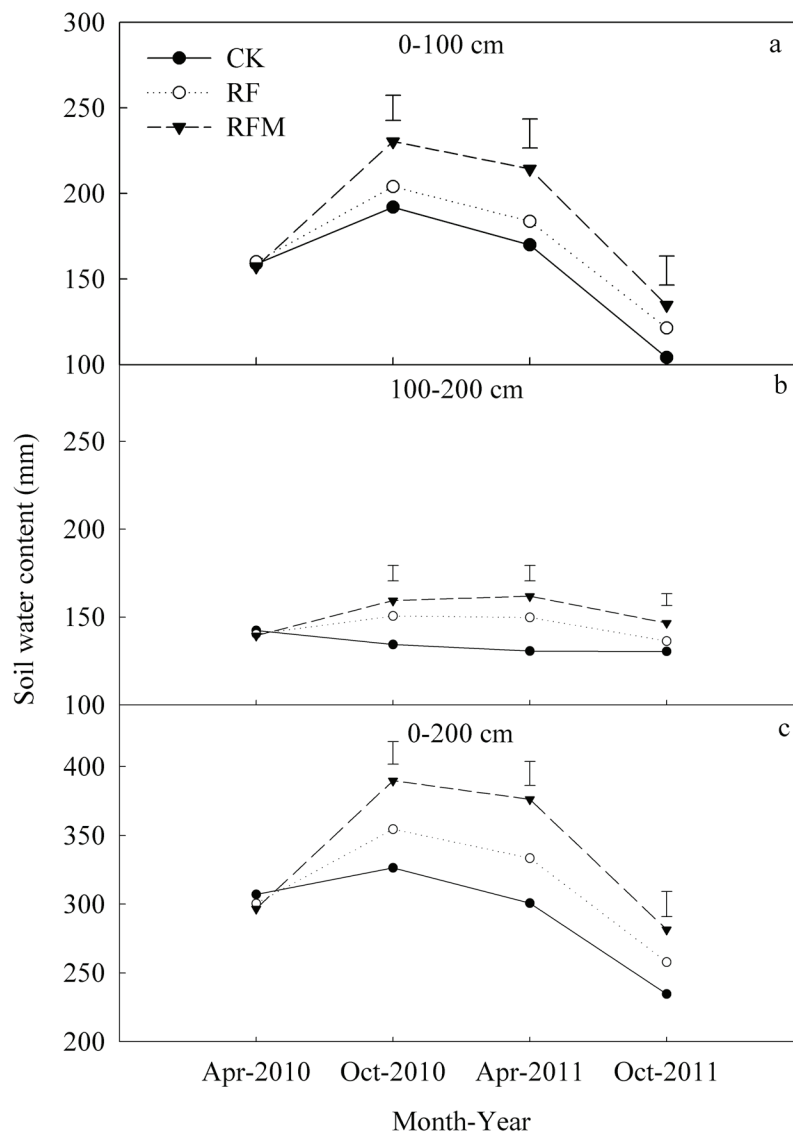 300
0-100 cm
a
CK
RF
RFM
250
200
150
100
100-200 cm
b
250
200
150
100
0-200 cm
c
400
350
300
250
200
Soil water content (mm)
Apr-2010 Oct-2010 Apr-2011 Oct-2011
Month-Year